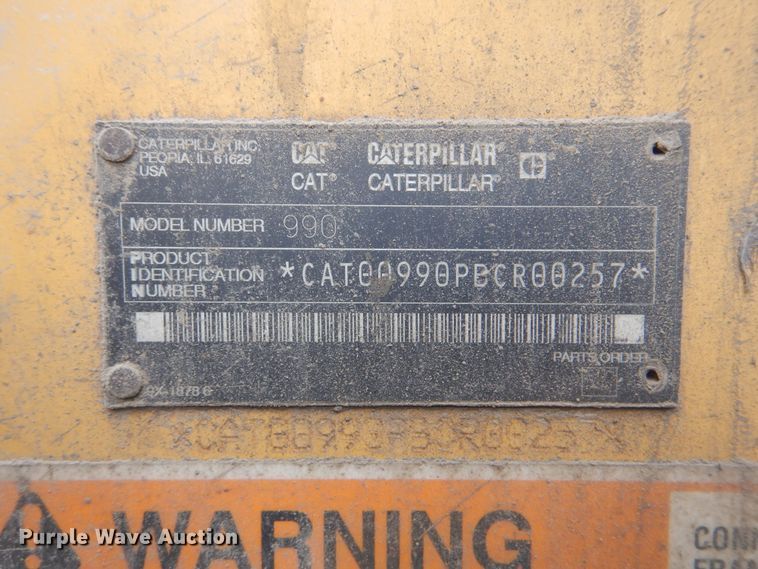 CATERPILLAR INC.
PEORIA, IL 61629
USA
CAT CATERPILLAR
CAT® CATERPILLAR®
MODEL NUMBER 990
PRODUCT
IDENTIFICATION
NUMBER
*CAT00990PBCR00257*
PARTS ORDER
WARNING
Purple Wave Auction